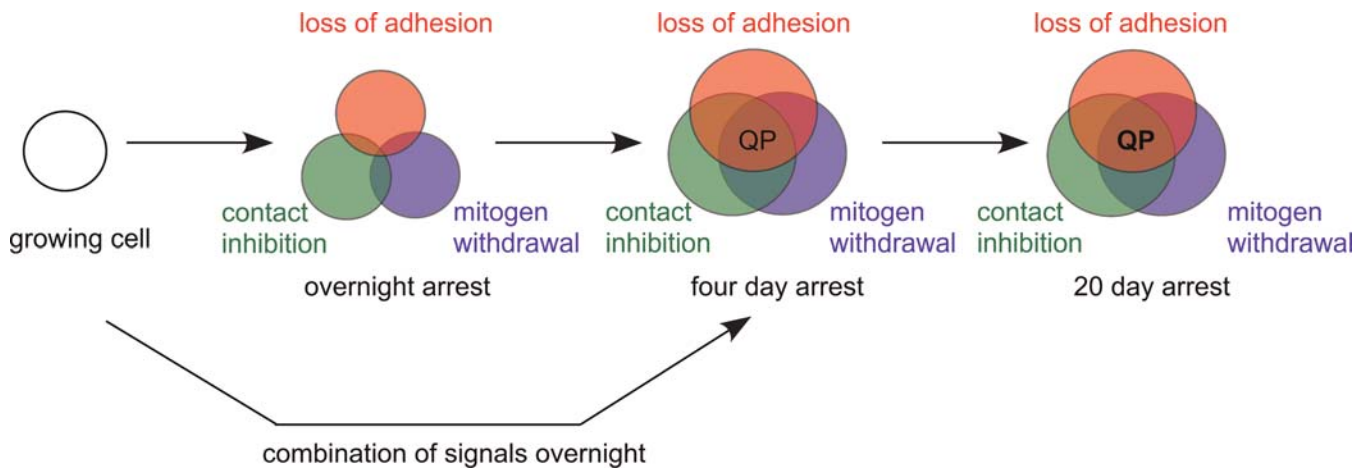 loss of adhesion
loss of adhesion
loss of adhesion
QP
QP
growing cell
contact
inhibition
mitogen
withdrawal
contact
inhibition
mitogen
withdrawal
contact
inhibition
mitogen
withdrawal
overnight arrest
four day arrest
20 day arrest
combination of signals overnight